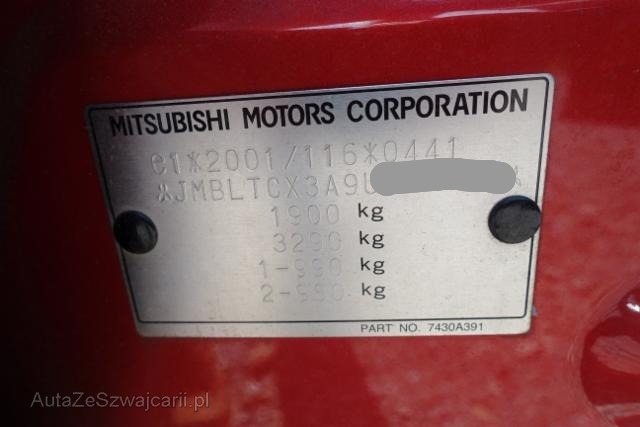 MITSUBISHI MOTORS CORPORATION
e1*2001/116*0441
*JMBLTCX3A9U
1900 kg
3290 kg
1-990 kg
2-990 kg
PART NO. 7430A391
AutaZeSzwajcarii.pl